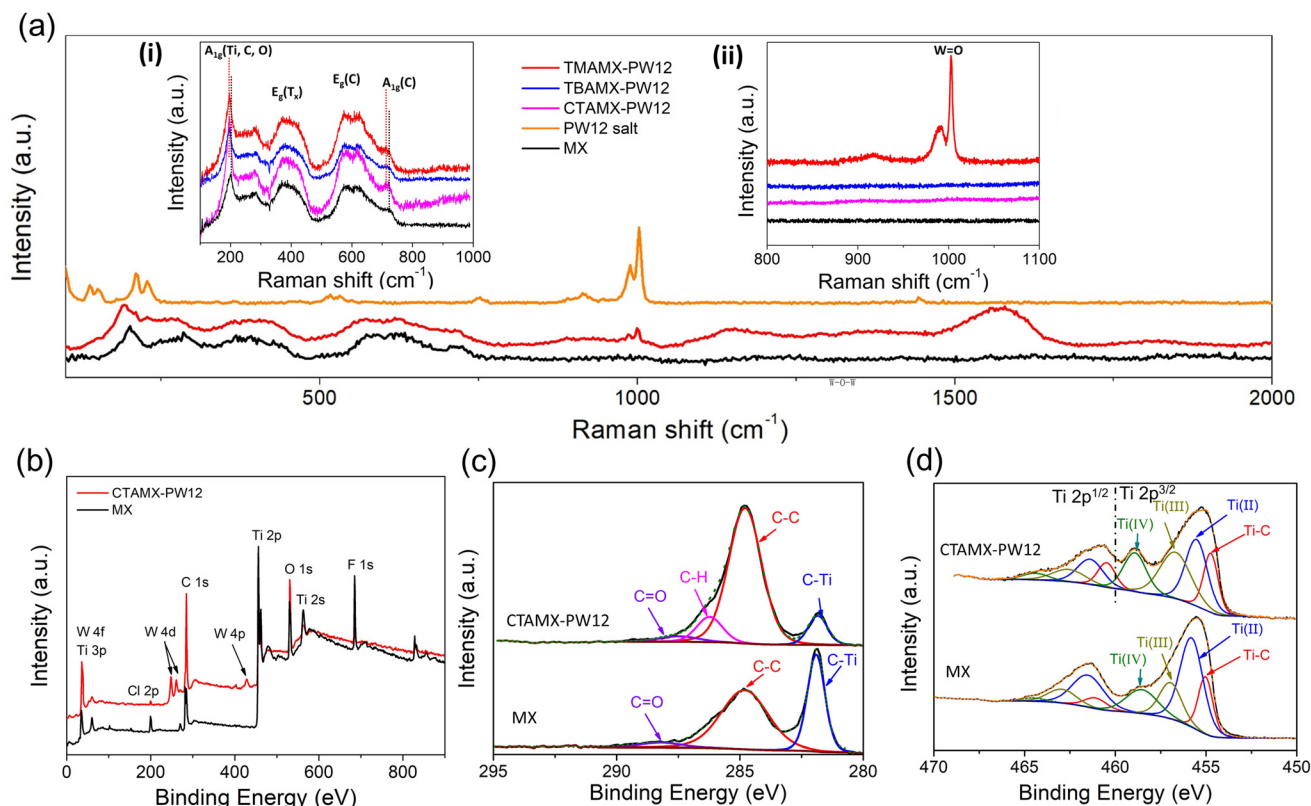 (a)
(i)
A1g(Ti, C, O)
Eg(Tx)
Eg(C)
A1g(C)
Intensity (a.u.)
200 400 600 800 1000
Raman shift (cm-1)
TMAMX-PW12
TBAMX-PW12
CTAMX-PW12
PW12 salt
MX
(ii)
W=O
Intensity (a.u.)
800 900 1000 1100
Raman shift (cm-1)
Intensity (a.u.)
500 1000 1500 2000
W-O-W
Raman shift (cm-1)
(b)
CTAMX-PW12
MX
Ti 2p
C 1s
O 1s
F 1s
Ti 2s
W 4f
Ti 3p
W 4d
W 4p
Cl 2p
Intensity (a.u.)
0 200 400 600 800
Binding Energy (eV)
(c)
C-C
C-H
C=O
C-Ti
CTAMX-PW12
C-C
C-Ti
C=O
MX
Intensity (a.u.)
295 290 285 280
Binding Energy (eV)
(d)
Ti 2p1/2 Ti 2p3/2
Ti(III)
Ti(II)
Ti(IV)
Ti-C
CTAMX-PW12
Ti(III)
Ti(II)
Ti(IV)
Ti-C
MX
Intensity (a.u.)
470 465 460 455 450
Binding Energy (eV)